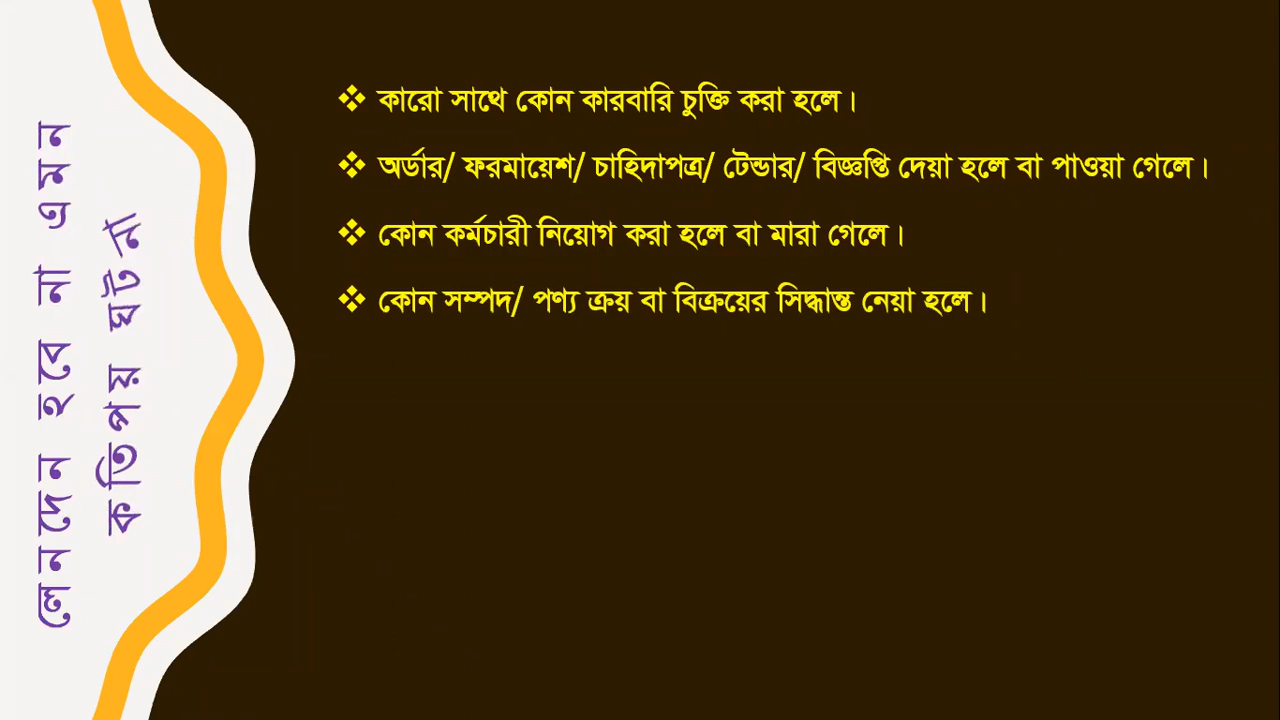 লেনদেন হবে না এমন
কতিপয় ঘটনা
❖ কারো সাথে কোন কারবারি চুক্তি করা হলে।
❖ অর্ডার/ ফরমায়েশ/ চাহিদাপত্র/ টেন্ডার/ বিজ্ঞপ্তি দেয়া হলে বা পাওয়া গেলে।
❖ কোন কর্মচারী নিয়োগ করা হলে বা মারা গেলে।
❖ কোন সম্পদ/ পণ্য ক্রয় বা বিক্রয়ের সিদ্ধান্ত নেয়া হলে।